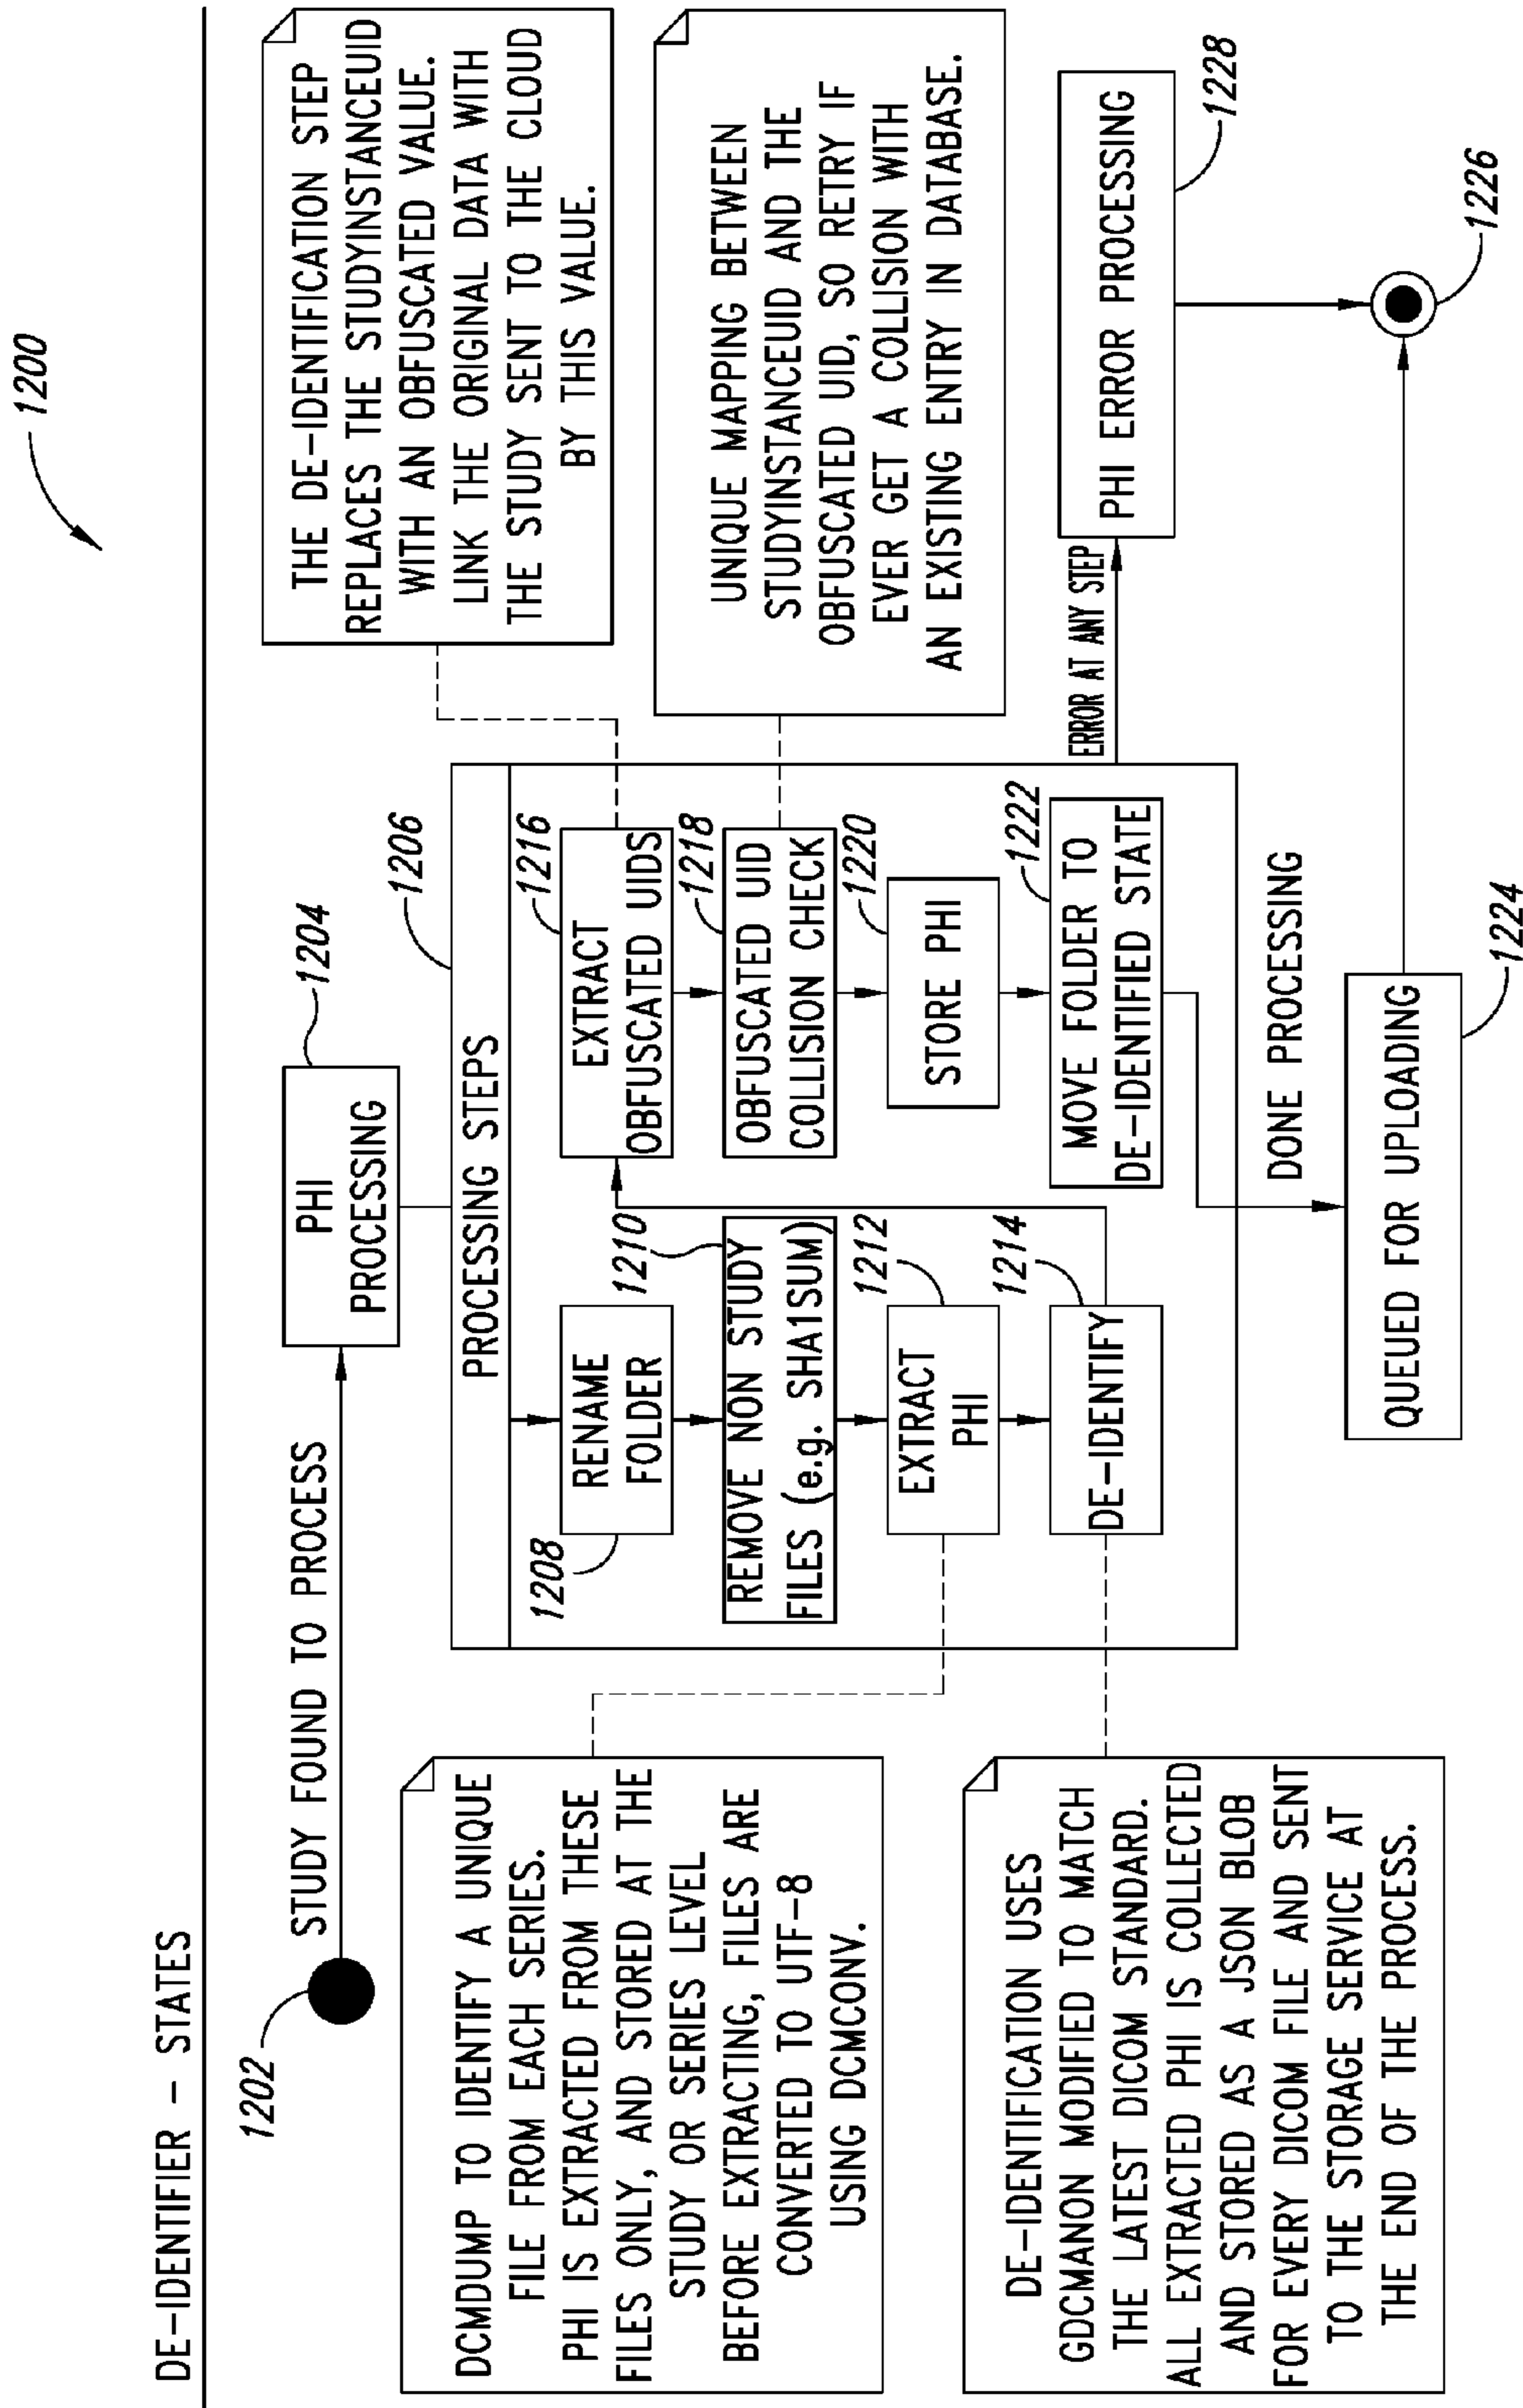 1200
DE-IDENTIFIER - STATES
1202
STUDY FOUND TO PROCESS
PHI
PROCESSING
1204
DCMDUMP TO IDENTIFY A UNIQUE
FILE FROM EACH SERIES.
PHI IS EXTRACTED FROM THESE
FILES ONLY, AND STORED AT THE
STUDY OR SERIES LEVEL
BEFORE EXTRACTING, FILES ARE
CONVERTED TO UTF-8
USING DCMCONV.
DE-IDENTIFICATION USES
GDCMANON MODIFIED TO MATCH
THE LATEST DICOM STANDARD.
ALL EXTRACTED PHI IS COLLECTED
AND STORED AS A JSON BLOB
FOR EVERY DICOM FILE AND SENT
TO THE STORAGE SERVICE AT
THE END OF THE PROCESS.
PROCESSING STEPS
1206
RENAME
FOLDER
1208
REMOVE NON STUDY
FILES (e.g. SHA1SUM)
1210
EXTRACT
PHI
1212
DE-IDENTIFY
1214
EXTRACT
OBFUSCATED UIDS
1216
OBFUSCATED UID
COLLISION CHECK
1218
STORE PHI
1220
MOVE FOLDER TO
DE-IDENTIFIED STATE
1222
THE DE-IDENTIFICATION STEP
REPLACES THE STUDYINSTANCEUID
WITH AN OBFUSCATED VALUE.
LINK THE ORIGINAL DATA WITH
THE STUDY SENT TO THE CLOUD
BY THIS VALUE.
UNIQUE MAPPING BETWEEN
STUDYINSTANCEUID AND THE
OBFUSCATED UID, SO RETRY IF
EVER GET A COLLISION WITH
AN EXISTING ENTRY IN DATABASE.
ERROR AT ANY STEP
PHI ERROR PROCESSING
1228
DONE PROCESSING
QUEUED FOR UPLOADING
1224
1226